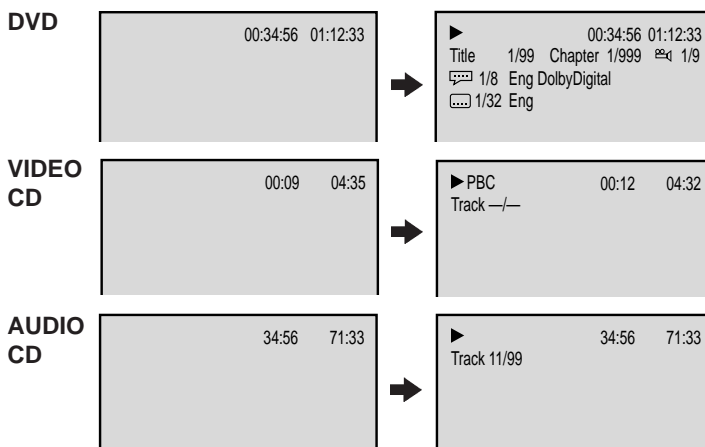 DVD
00:34:56 01:12:33
▶ 00:34:56 01:12:33
Title 1/99 Chapter 1/999 1/9
1/8 Eng DolbyDigital
1/32 Eng
VIDEO
CD
00:09 04:35
▶ PBC 00:12 04:32
Track —/—
AUDIO
CD
34:56 71:33
▶ 34:56 71:33
Track 11/99